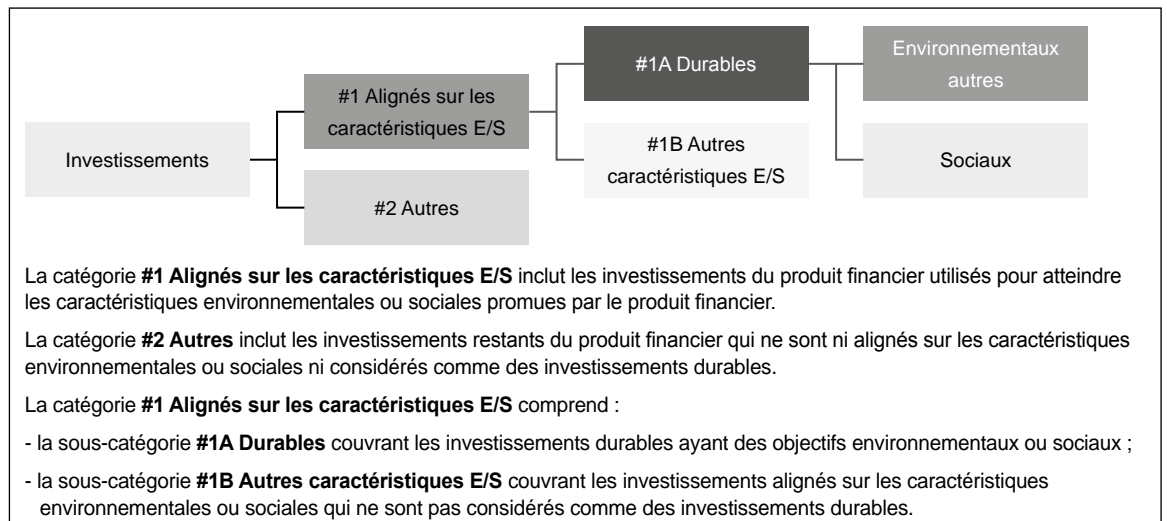 Investissements
#1 Alignés sur les
caractéristiques E/S
#2 Autres
#1A Durables
#1B Autres
caractéristiques E/S
Environnementaux
autres
Sociaux
La catégorie #1 Alignés sur les caractéristiques E/S inclut les investissements du produit financier utilisés pour atteindre
les caractéristiques environnementales ou sociales promues par le produit financier.
La catégorie #2 Autres inclut les investissements restants du produit financier qui ne sont ni alignés sur les caractéristiques
environnementales ou sociales ni considérés comme des investissements durables.
La catégorie #1 Alignés sur les caractéristiques E/S comprend :
- la sous-catégorie #1A Durables couvrant les investissements durables ayant des objectifs environnementaux ou sociaux ;
- la sous-catégorie #1B Autres caractéristiques E/S couvrant les investissements alignés sur les caractéristiques
environnementales ou sociales qui ne sont pas considérés comme des investissements durables.